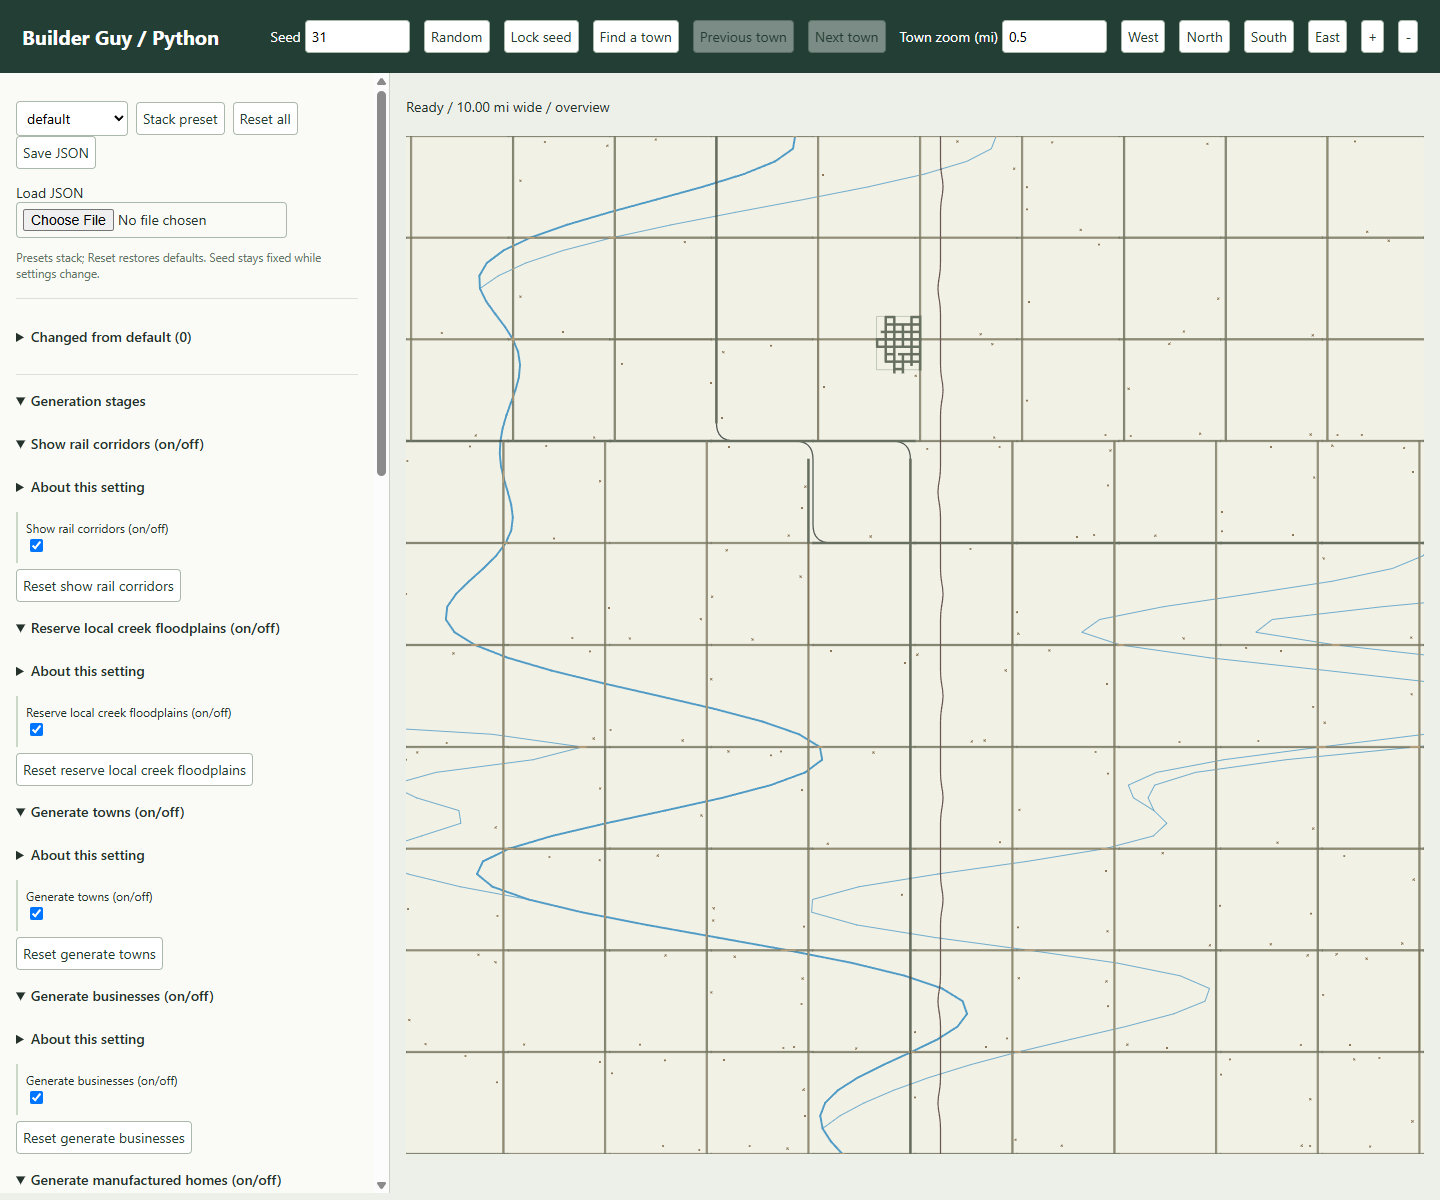 Builder Guy / Python
Seed 31 Random Lock seed Find a town Previous town Next town Town zoom (mi) 0.5 West North South East + -
default Stack preset Reset all
Save JSON
Load JSON
Choose File No file chosen
Presets stack; Reset restores defaults. Seed stays fixed while
settings change.
Changed from default (0)
Generation stages
Show rail corridors (on/off)
About this setting
Show rail corridors (on/off)
Reset show rail corridors
Reserve local creek floodplains (on/off)
About this setting
Reserve local creek floodplains (on/off)
Reset reserve local creek floodplains
Generate towns (on/off)
About this setting
Generate towns (on/off)
Reset generate towns
Generate businesses (on/off)
About this setting
Generate businesses (on/off)
Reset generate businesses
Generate manufactured homes (on/off)
Ready / 10.00 mi wide / overview